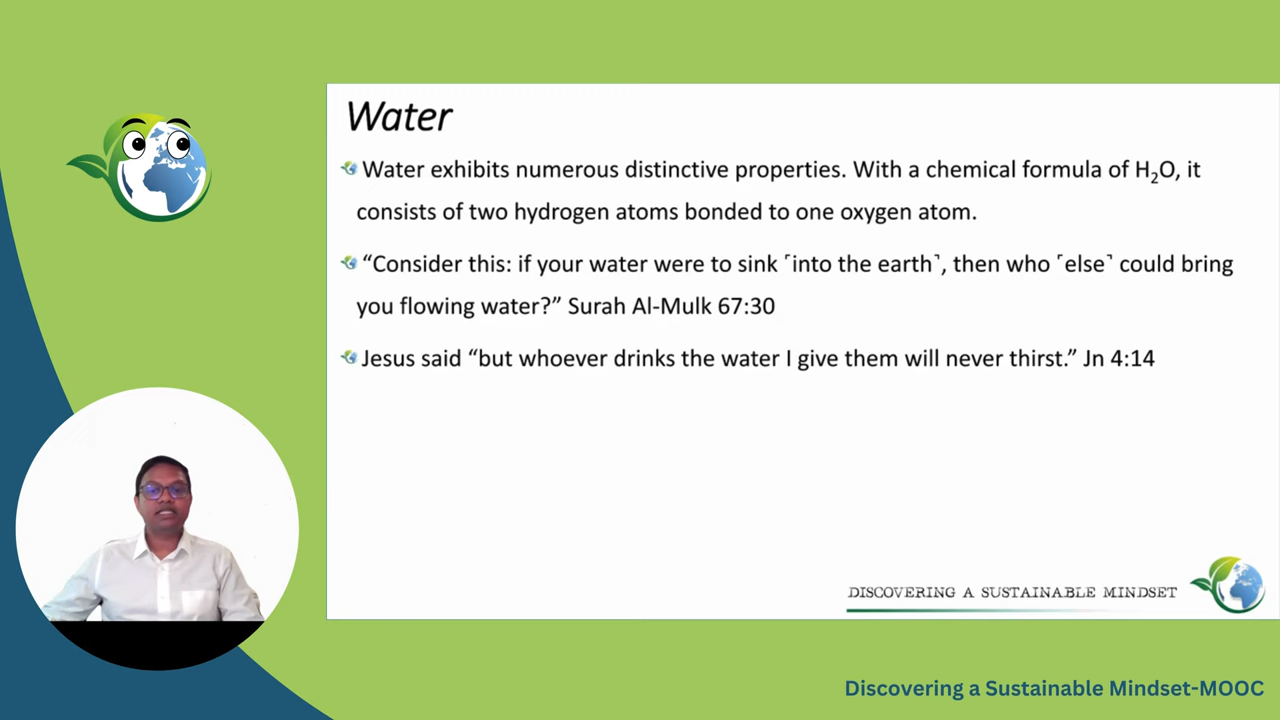 Water
Water exhibits numerous distinctive properties. With a chemical formula of H₂O, it
consists of two hydrogen atoms bonded to one oxygen atom.
“Consider this: if your water were to sink ˹into the earth˺, then who ˹else˺ could bring
you flowing water?” Surah Al-Mulk 67:30
Jesus said “but whoever drinks the water I give them will never thirst.” Jn 4:14
DISCOVERING A SUSTAINABLE MINDSET
Discovering a Sustainable Mindset-MOOC